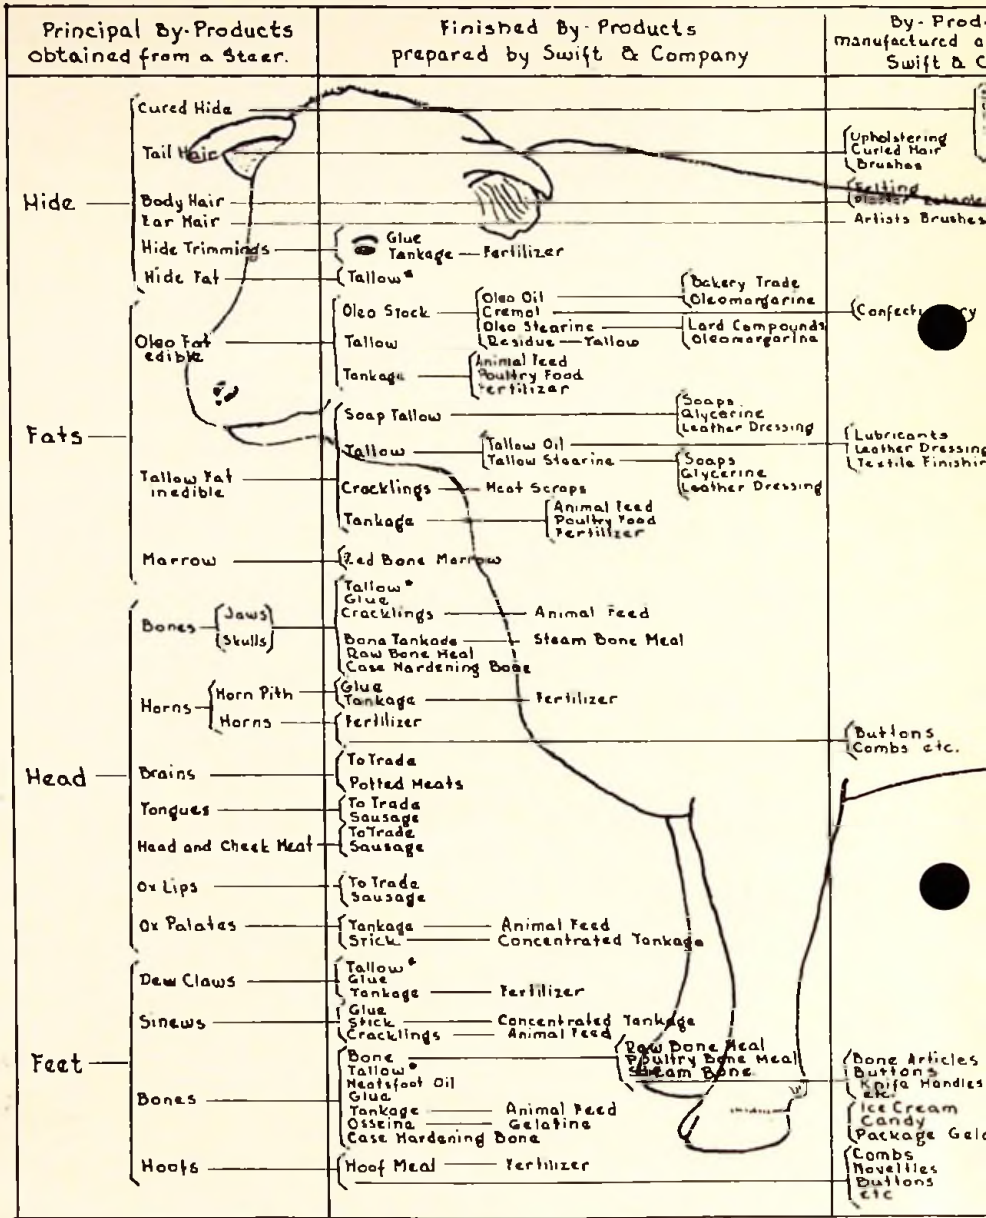 Principal By-Products
obtained from a Steer.
Finished By-Products
prepared by Swift & Company
By-Prod
manufactured a
Swift & C
Hide
Cured Hide
Tail Hair
Upholstering
Curled Hair
Brushes
Body Hair
Felting
Ear Hair
Artists Brushes
Hide Trimmings
Glue
Tankage — Fertilizer
Hide Fat
Tallow*
Fats
Oleo Fat
edible
Oleo Stock
Oleo Oil
Bakery Trade
Oleomargarine
Cremol
Confect
Oleo Stearine
Lard Compounds
Oleomargarine
Residue — Tallow
Tallow
Tankage
Animal Feed
Poultry Food
Fertilizer
Tallow Fat
inedible
Soap Tallow
Soaps
Glycerine
Leather Dressing
Tallow
Tallow Oil
Lubricants
Leather Dressing
Textile Finishin
Tallow Stearine
Soaps
Glycerine
Leather Dressing
Cracklings — Meat Scraps
Tankage
Animal Feed
Poultry Food
Fertilizer
Marrow
Red Bone Marrow
Head
Bones
Jaws
Skulls
Tallow*
Glue
Cracklings — Animal Feed
Bone Tankage — Steam Bone Meal
Raw Bone Meal
Case Hardening Bone
Horns
Horn Pith
Glue
Tankage — Fertilizer
Horns
Fertilizer
Buttons
Combs etc.
Brains
To Trade
Potted Meats
Tongues
To Trade
Sausage
Head and Cheek Meat
To Trade
Sausage
Ox Lips
To Trade
Sausage
Ox Palates
Tankage — Animal Feed
Stick — Concentrated Tankage
Feet
Dew Claws
Tallow*
Glue
Tankage — Fertilizer
Sinews
Glue
Stick — Concentrated Tankage
Cracklings — Animal Feed
Bones
Bone
Raw Bone Meal
Poultry Bone Meal
Steam Bone
Bone Articles
Buttons
Knife Handles
etc.
Tallow*
Neatsfoot Oil
Glue
Tankage — Animal Feed
Osseine — Gelatine
Ice Cream
Candy
Package Gela
Case Hardening Bone
Hoofs
Hoof Meal — Fertilizer
Combs
Novelties
Buttons
etc